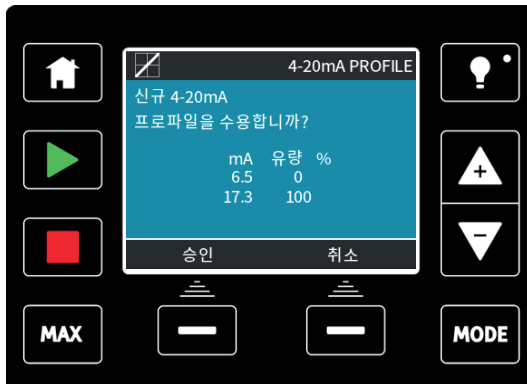 4-20mA PROFILE
신규 4-20mA
프로파일을 수용합니까?
mA 유량 %
6.5 0
17.3 100
승인 취소
MAX
MODE